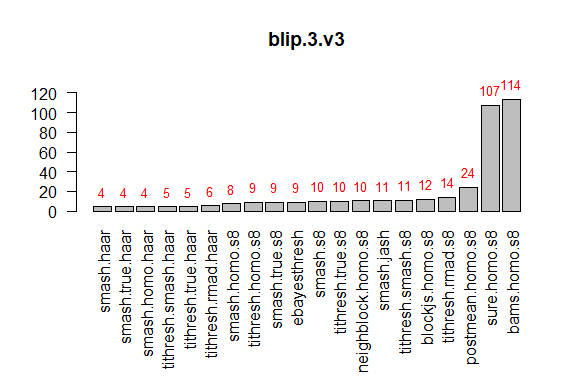 blip.3.v3
120
100
80
60
40
20
0
4 4 4 5 5 6 8 9 9 9 10 10 10 11 11 12 14 24 107 114
smash.haar
smash.true.haar
smash.homo.haar
tithresh.smash.haar
tithresh.true.haar
tithresh.rmad.haar
smash.homo.s8
tithresh.homo.s8
smash.true.s8
ebayesthresh
smash.s8
tithresh.true.s8
neighblock.homo.s8
smash.jash
tithresh.smash.s8
blockjs.homo.s8
tithresh.rmad.s8
postmean.homo.s8
sure.homo.s8
bams.homo.s8